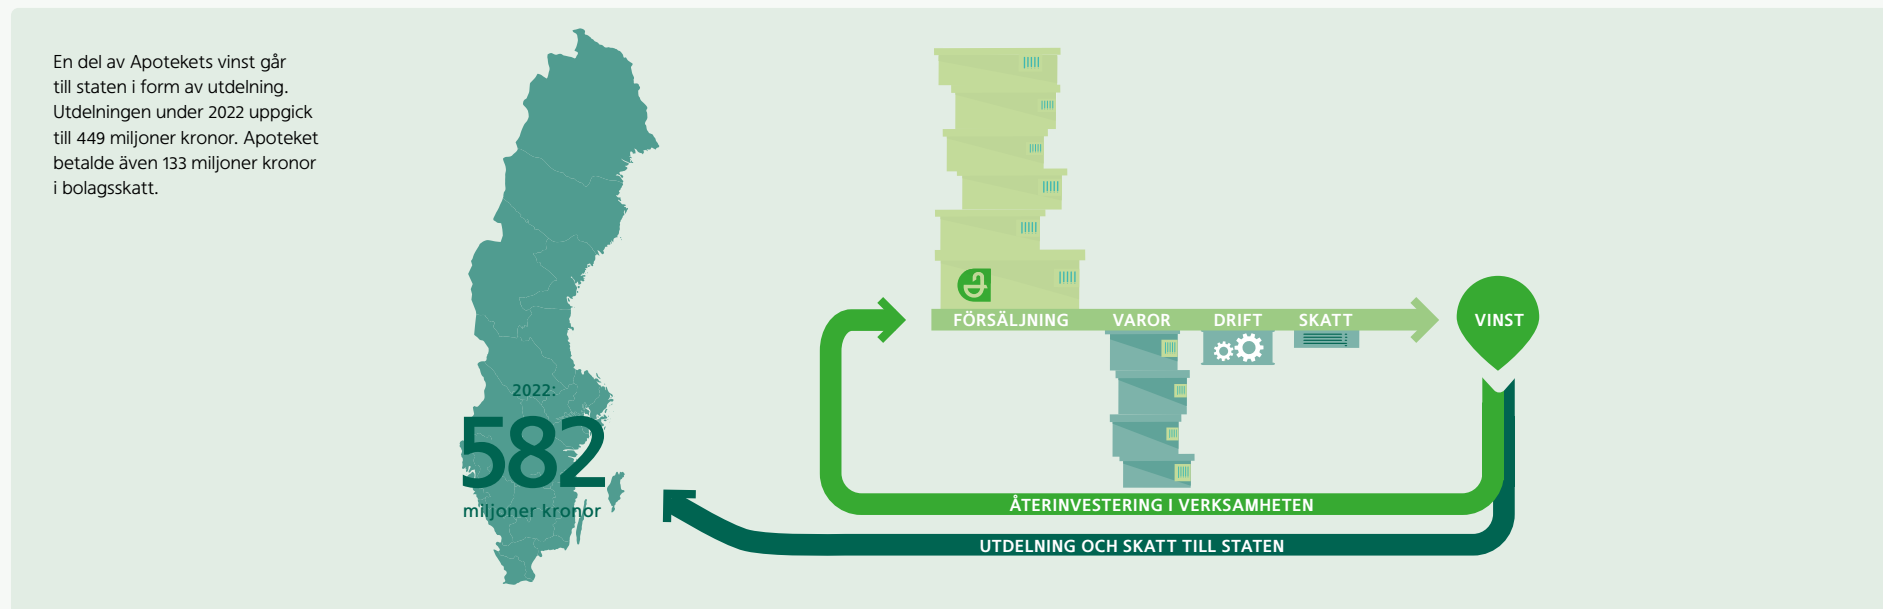 En del av Apotekets vinst går
till staten i form av utdelning.
Utdelningen under 2022 uppgick
till 449 miljoner kronor. Apoteket
betalde även 133 miljoner kronor
i bolagsskatt.
2022:
582
miljoner kronor
FÖRSÄLJNING
VAROR
DRIFT
SKATT
VINST
ÅTERINVESTERING I VERKSAMHETEN
UTDELNING OCH SKATT TILL STATEN